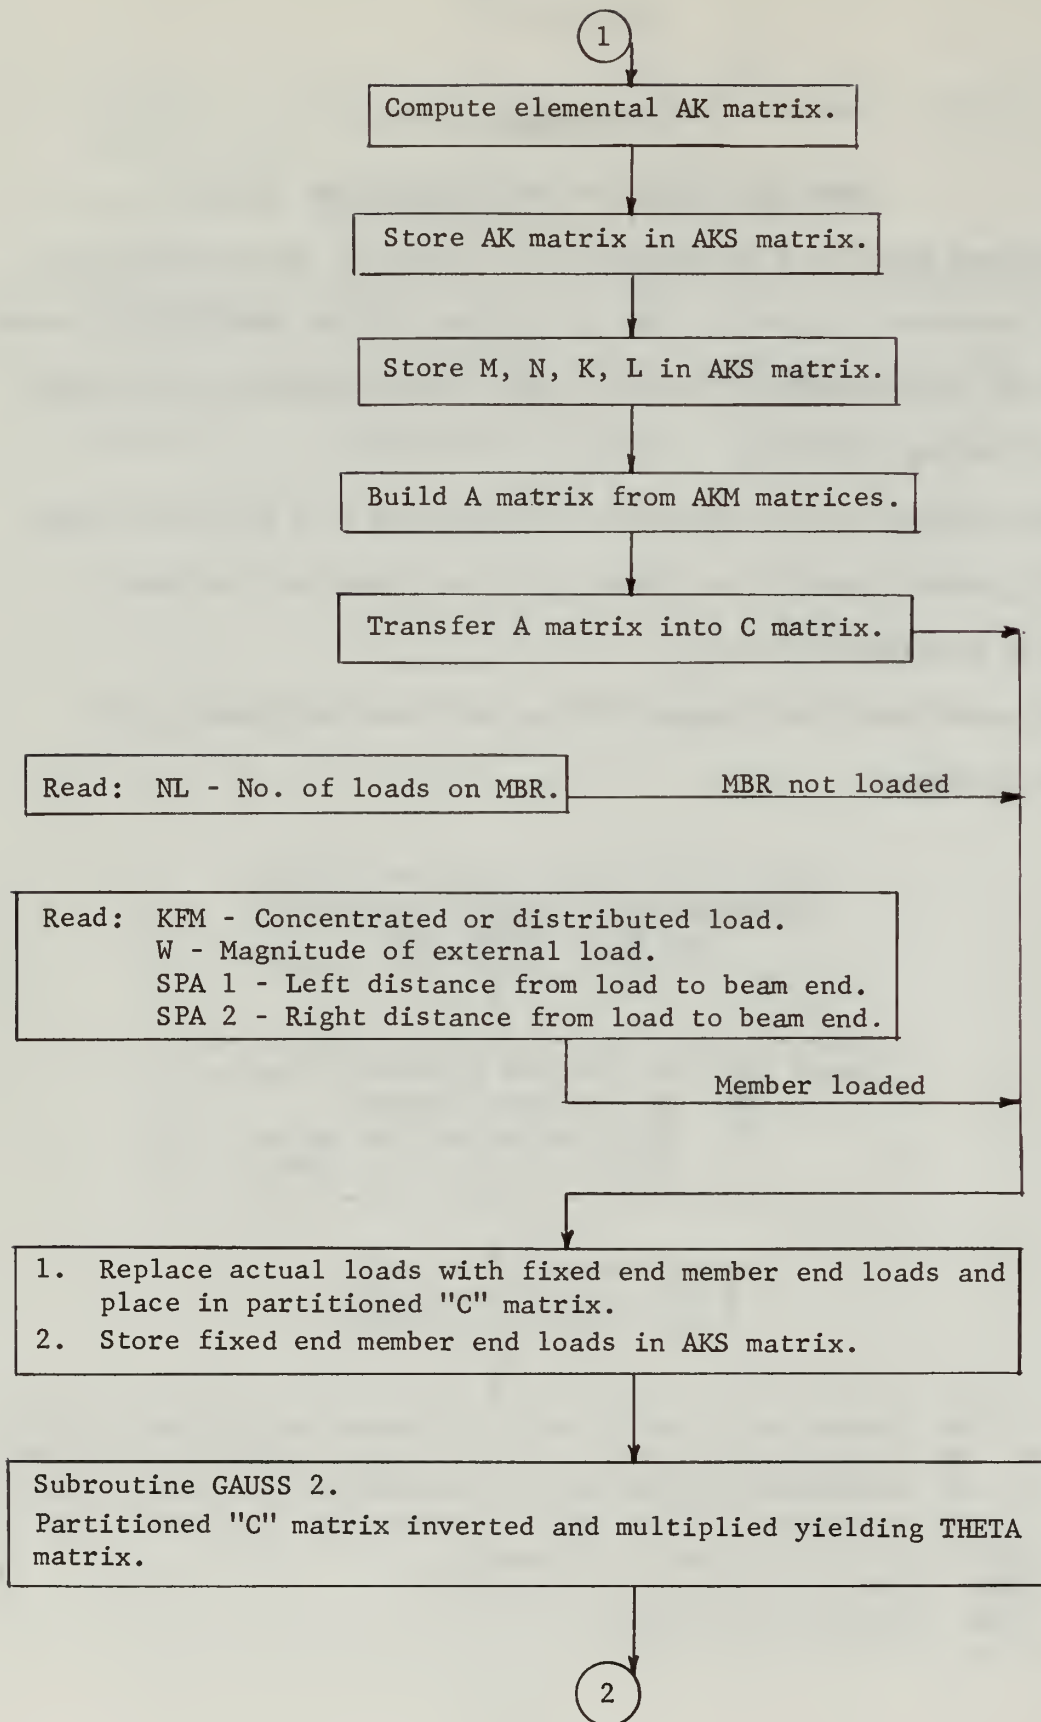 1
Compute elemental AK matrix.
Store AK matrix in AKS matrix.
Store M, N, K, L in AKS matrix.
Build A matrix from AKM matrices.
Transfer A matrix into C matrix.
Read: NL - No. of loads on MBR.
MBR not loaded
Read: KFM - Concentrated or distributed load.
W - Magnitude of external load.
SPA 1 - Left distance from load to beam end.
SPA 2 - Right distance from load to beam end.
Member loaded
1. Replace actual loads with fixed end member end loads and
place in partitioned "C" matrix.
2. Store fixed end member end loads in AKS matrix.
Subroutine GAUSS 2.
Partitioned "C" matrix inverted and multiplied yielding THETA
matrix.
2